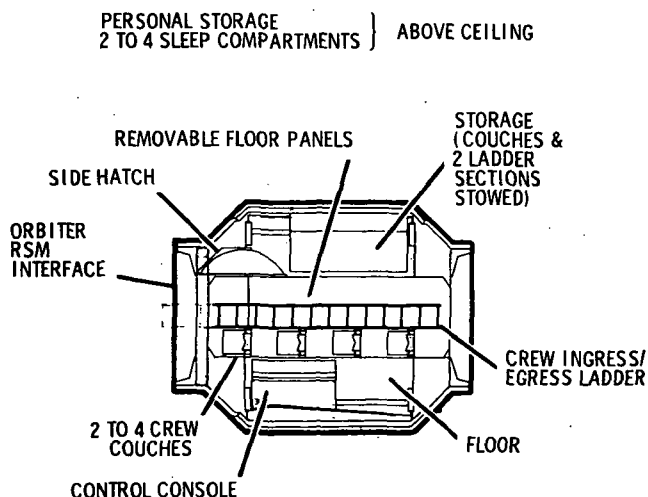 PERSONAL STORAGE
2 TO 4 SLEEP COMPARTMENTS
ABOVE CEILING
STORAGE
(COUCHES &
2 LADDER
SECTIONS
STOWED)
REMOVABLE FLOOR PANELS
SIDE HATCH
ORBITER
RSM
INTERFACE
CREW INGRESS/
EGRESS LADDER
2 TO 4 CREW
COUCHES
FLOOR
CONTROL CONSOLE